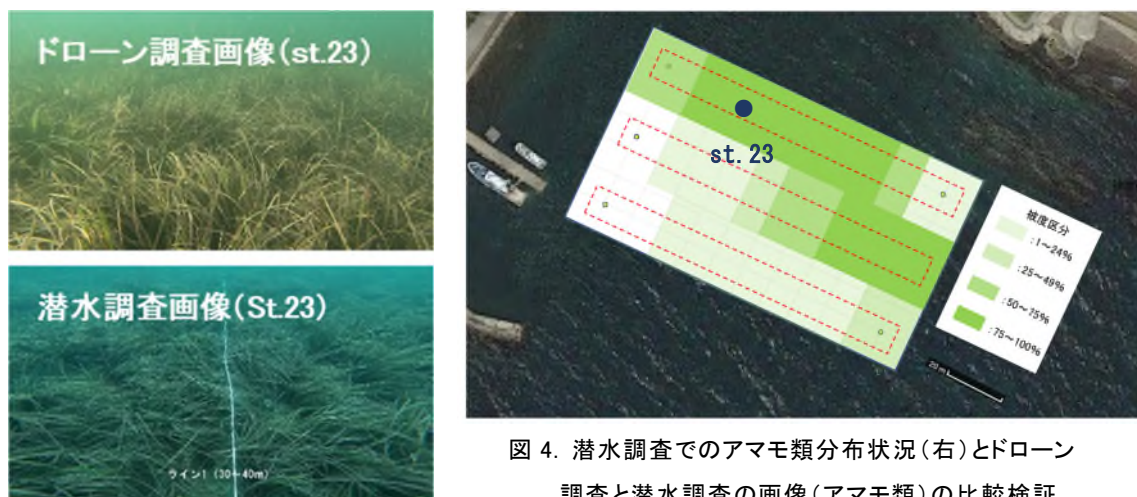 ドローン調査画像(st.23)
潜水調査画像(St.23)
ライン1 (30~40m)
st.23
被度区分
:1~24%
:25~49%
:50~75%
:75~100%
20 m
図 4. 潜水調査でのアマモ類分布状況(右)とドローン
調査と潜水調査の画像(アマモ類)の比較検証